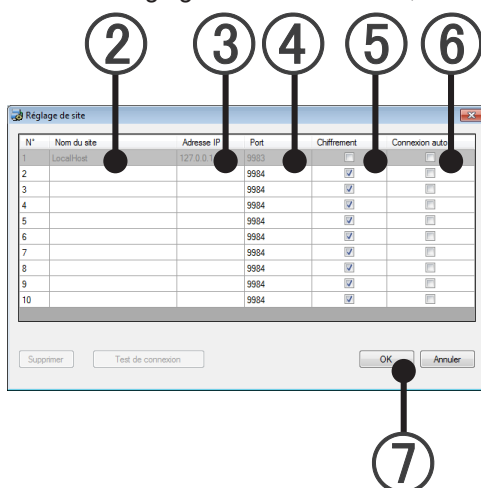 ② ③ ④ ⑤ ⑥
Réglage de site
N° Nom du site Adresse IP Port Chiffrement Connexion auto
1 LocalHost 127.0.0.1 9983
2 9984
3 9984
4 9984
5 9984
6 9984
7 9984
8 9984
9 9984
10 9984
Supprimer Test de connexion OK Annuler
⑦